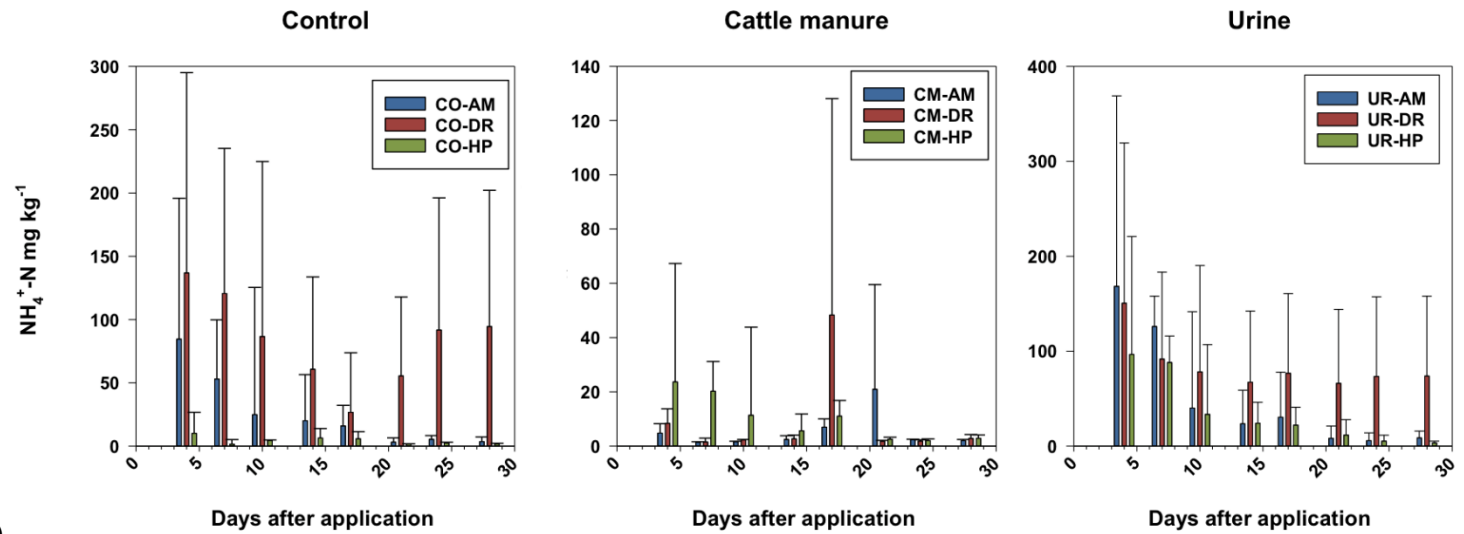 Control
Cattle manure
Urine
NH₄⁺-N mg kg⁻¹
300
250
200
150
100
50
0
CO-AM
CO-DR
CO-HP
0
5
10
15
20
25
30
Days after application
140
120
100
80
60
40
20
0
CM-AM
CM-DR
CM-HP
0
5
10
15
20
25
30
Days after application
400
300
200
100
0
UR-AM
UR-DR
UR-HP
0
5
10
15
20
25
30
Days after application